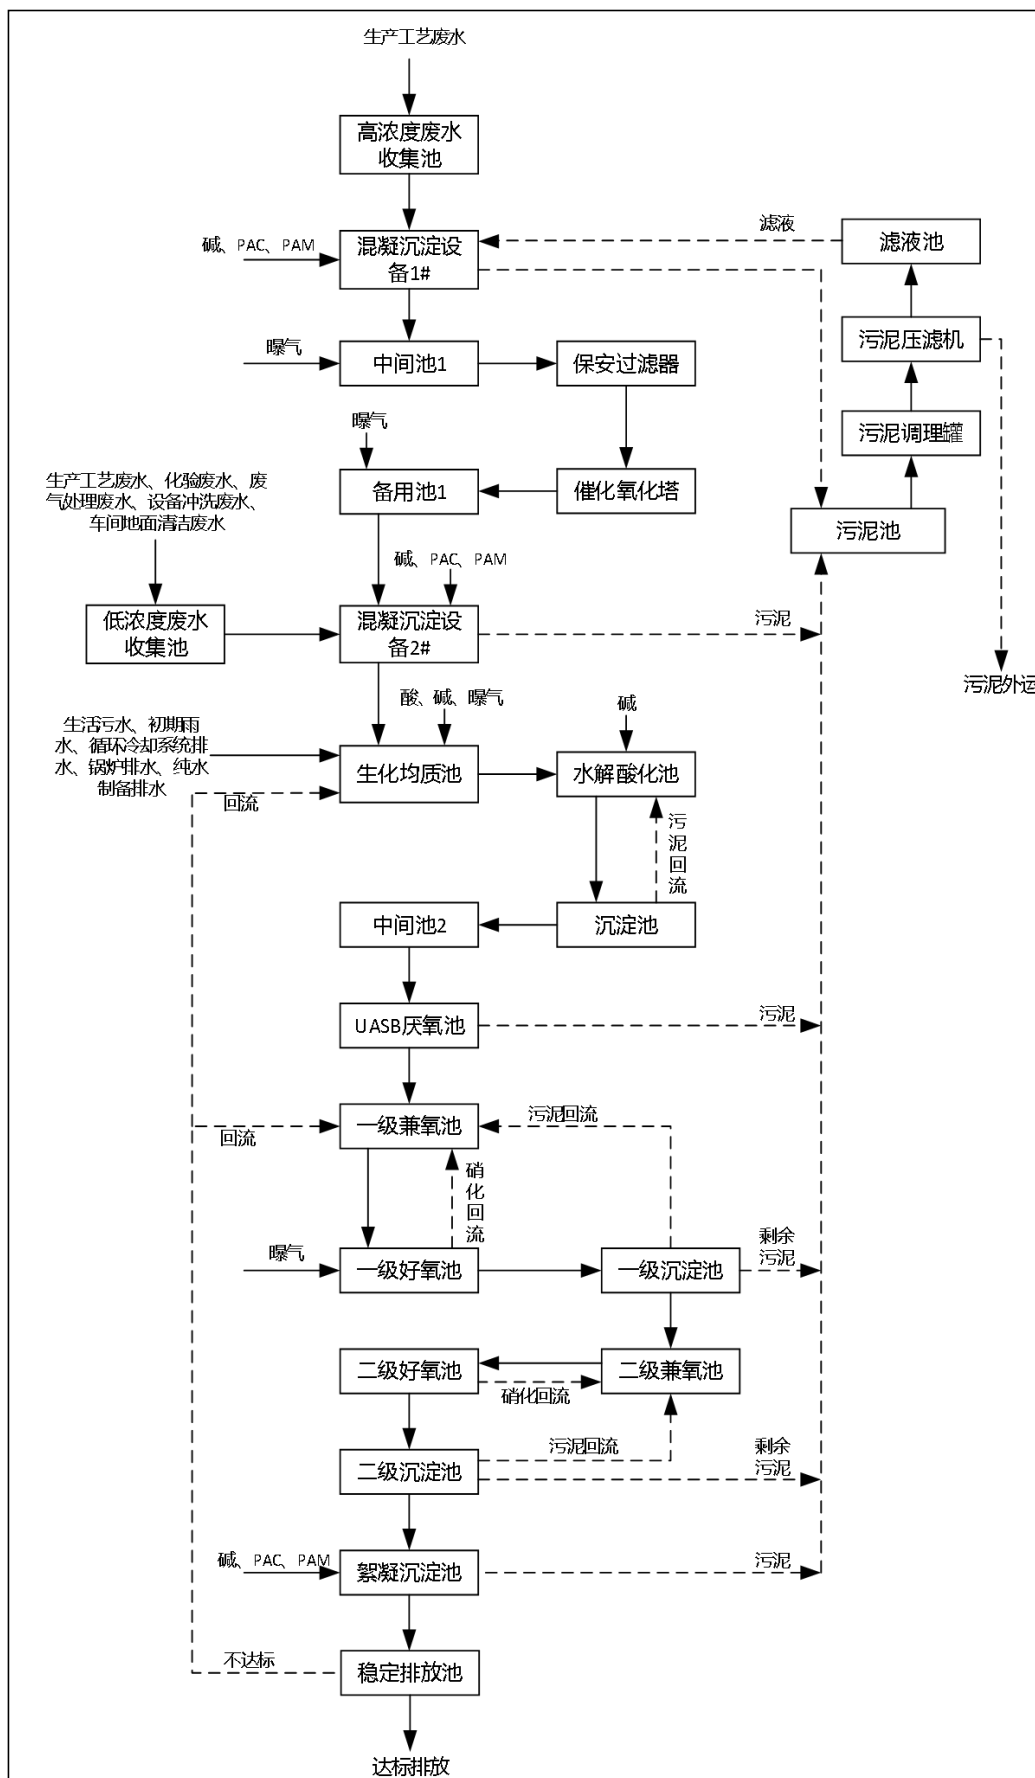 生产工艺废水
高浓度废水
收集池
滤液
滤液池
碱、PAC、PAM
混凝沉淀设
备1#
曝气
中间池1
保安过滤器
污泥压滤机
曝气
污泥调理罐
生产工艺废水、化验废水、废
气处理废水、设备冲洗废水、
车间地面清洁废水
备用池1
催化氧化塔
污泥池
碱、PAC、PAM
低浓度废水
收集池
混凝沉淀设
备2#
污泥
污泥外运
酸、碱、曝气
碱
生活污水、初期雨
水、循环冷却系统排
水、锅炉排水、纯水
制备排水
生化均质池
水解酸化池
回流
污
泥
回
流
中间池2
沉淀池
UASB厌氧池
污泥
一级兼氧池
污泥回流
回流
硝
化
回
流
曝气
一级好氧池
一级沉淀池
剩余
污泥
二级好氧池
二级兼氧池
硝化回流
污泥回流
二级沉淀池
剩余
污泥
碱、PAC、PAM
絮凝沉淀池
污泥
不达标
稳定排放池
达标排放